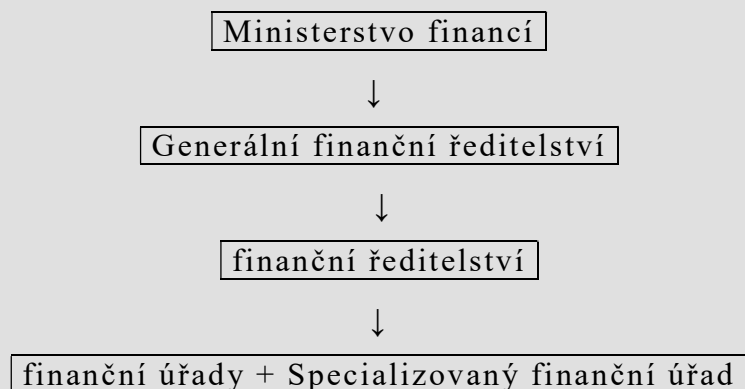 Ministerstvo financí
↓
Generální finanční ředitelství
↓
finanční ředitelství
↓
finanční úřady + Specializovaný finanční úřad